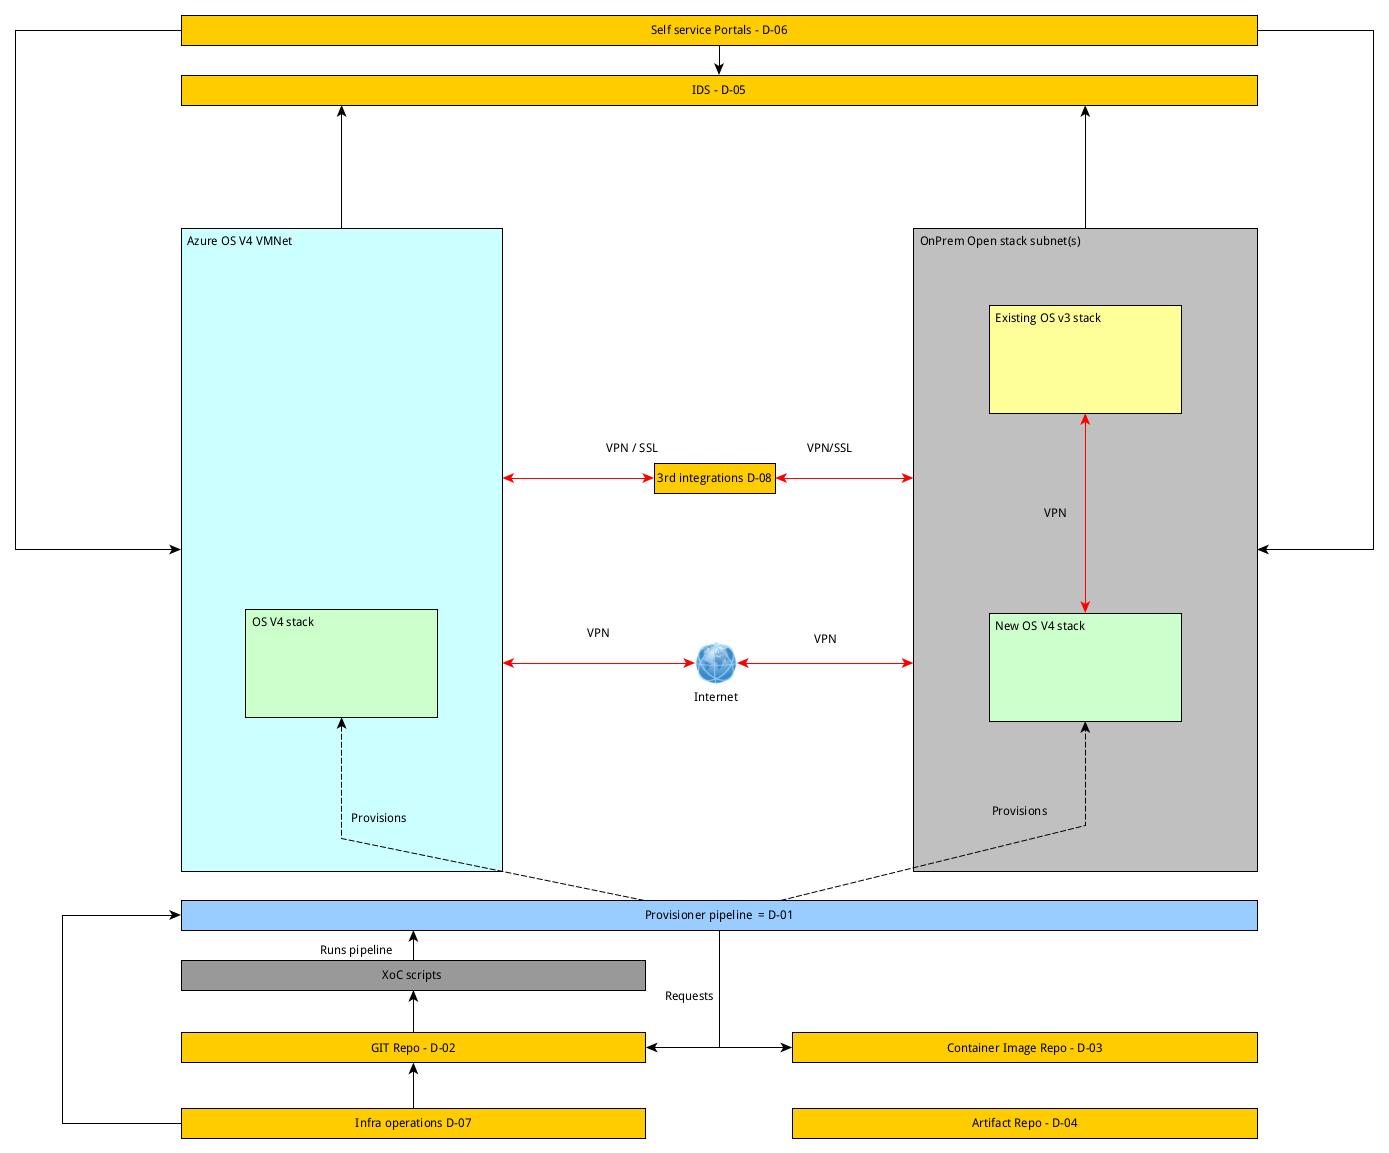 Self service Portals - D-06
IDS - D-05
Azure OS V4 VMNet
OnPrem Open stack subnet(s)
Existing OS v3 stack
VPN / SSL
VPN/SSL
3rd integrations D-08
VPN
OS V4 stack
New OS V4 stack
VPN
VPN
Internet
Provisions
Provisions
Provisioner pipeline = D-01
Runs pipeline
XoC scripts
Requests
GIT Repo - D-02
Container Image Repo - D-03
Infra operations D-07
Artifact Repo - D-04